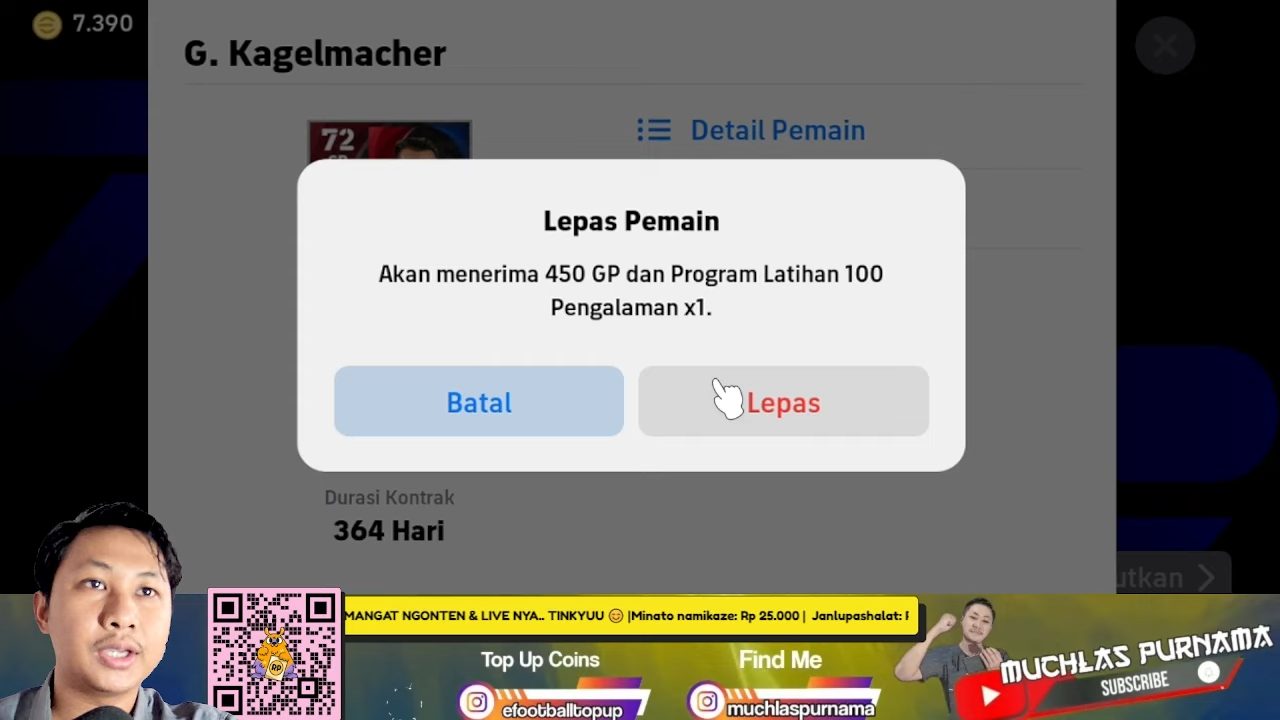 7.390
G. Kagelmacher
72
Detail Pemain
Lepas Pemain
Akan menerima 450 GP dan Program Latihan 100
Pengalaman x1.
Batal
Lepas
Durasi Kontrak
364 Hari
utkan
MANGAT NGONTEN & LIVE NYA.. TINKYUU 😊 |Minato namikaze: Rp 25.000 | Janlupashalat: R
Top Up Coins
Find Me
efootballtopup
muchlaspurnama
MUCHLAS PURNAMA
SUBSCRIBE
RP